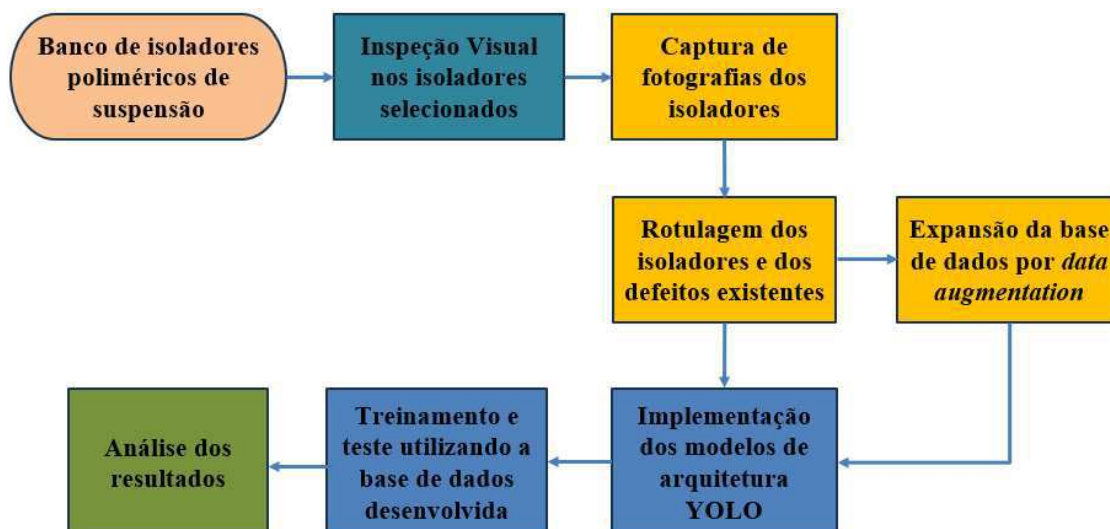 Banco de isoladores
poliméricos de
suspensão
Inspeção Visual
nos isoladores
selecionados
Captura de
fotografias dos
isoladores
Rotulagem dos
isoladores e dos
defeitos existentes
Expansão da base
de dados por data
augmentation
Implementação
dos modelos de
arquitetura
YOLO
Treinamento e
teste utilizando a
base de dados
desenvolvida
Análise dos
resultados